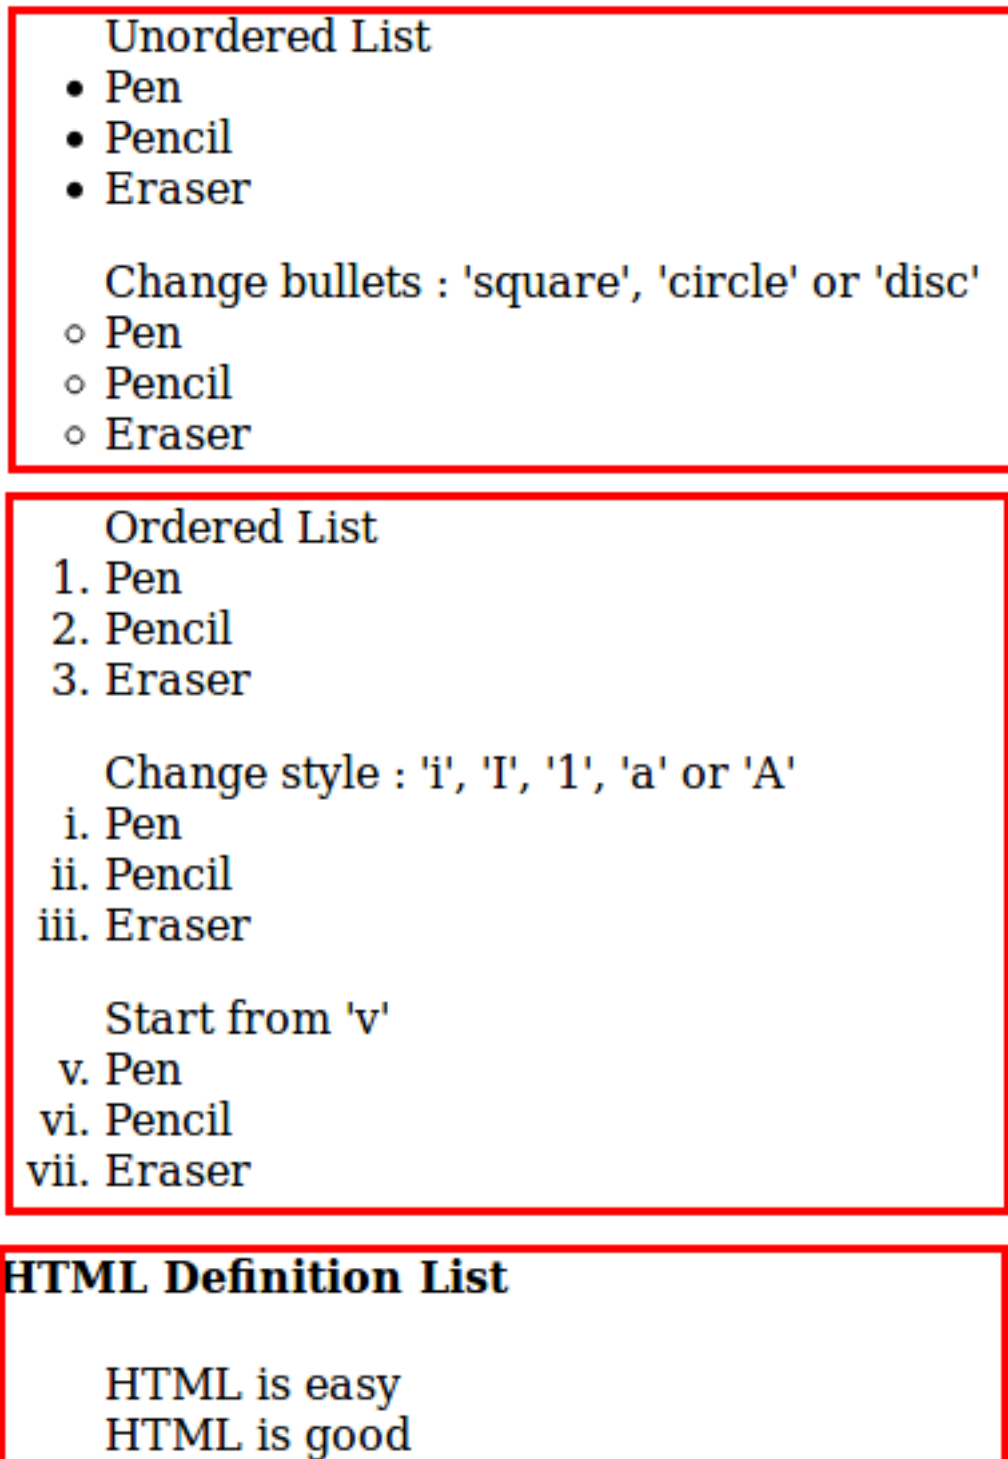 Unordered List
• Pen
• Pencil
• Eraser
Change bullets : 'square', 'circle' or 'disc'
◦ Pen
◦ Pencil
◦ Eraser
Ordered List
1. Pen
2. Pencil
3. Eraser
Change style : 'i', 'I', '1', 'a' or 'A'
i. Pen
ii. Pencil
iii. Eraser
Start from 'v'
v. Pen
vi. Pencil
vii. Eraser
HTML Definition List
HTML is easy
HTML is good